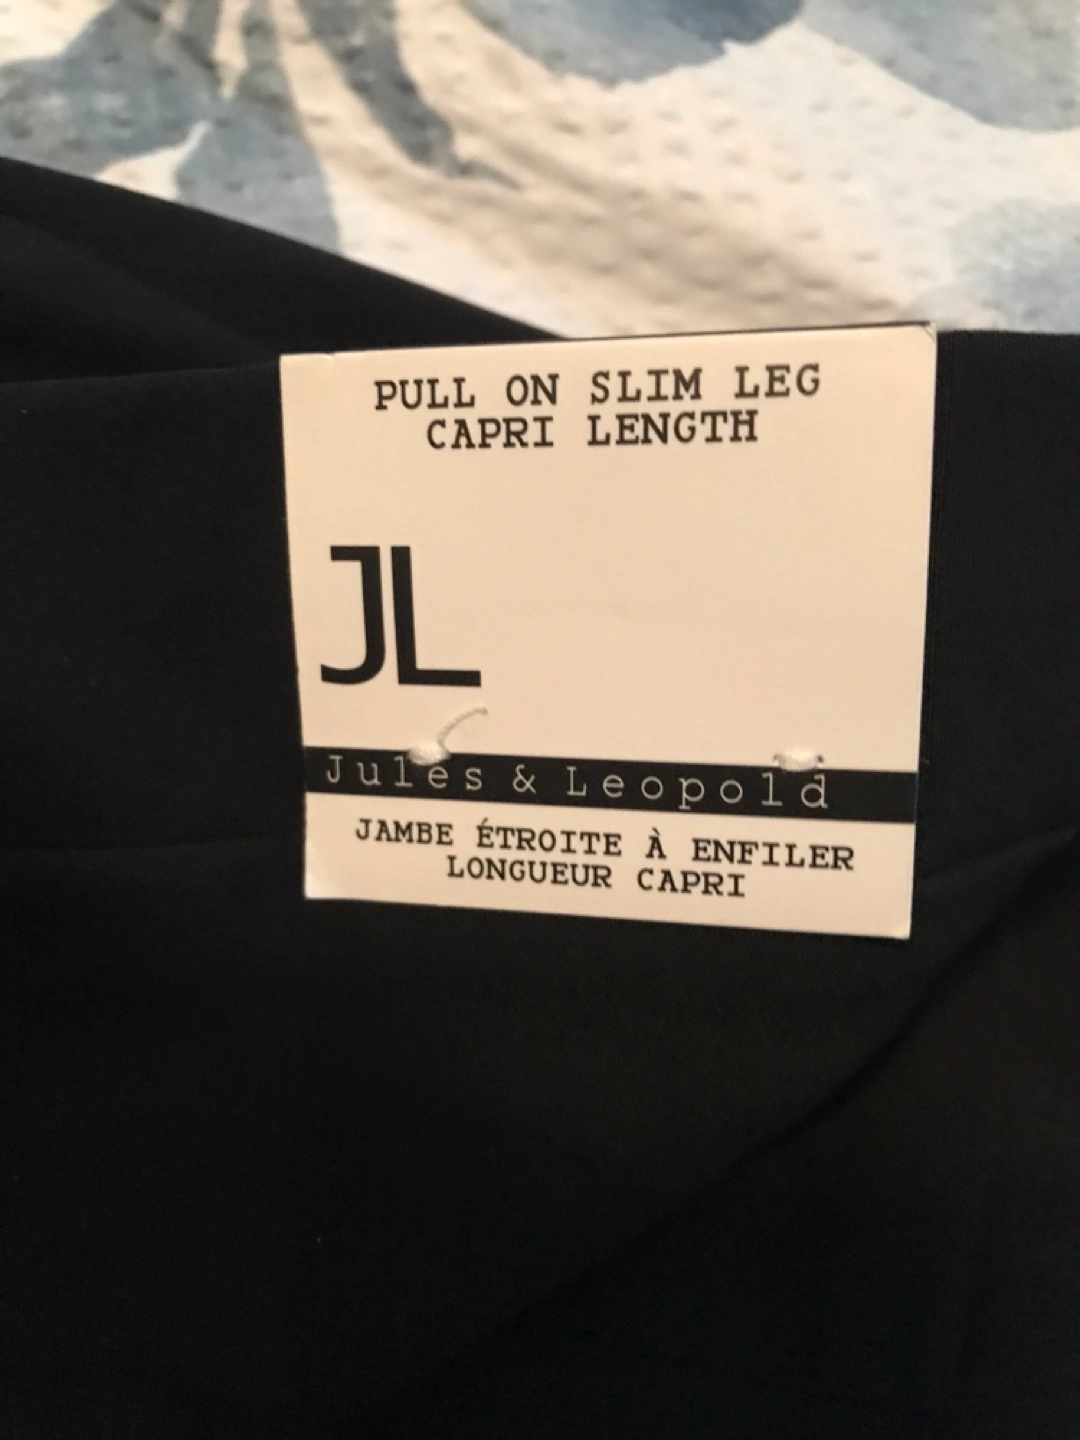 PULL ON SLIM LEG
CAPRI LENGTH
JL
Jules & Leopold
JAMBE ÉTROITE À ENFILER
LONGUEUR CAPRI